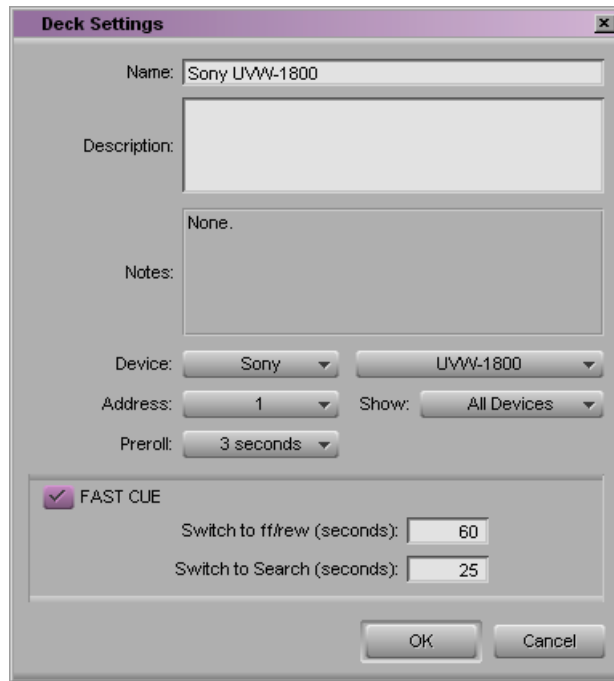 Deck Settings
Name: Sony UVW-1800
Description:
None.
Notes:
Device: Sony UVW-1800
Address: 1 Show: All Devices
Preroll: 3 seconds
FAST CUE
Switch to ff/rew (seconds): 60
Switch to Search (seconds): 25
OK Cancel